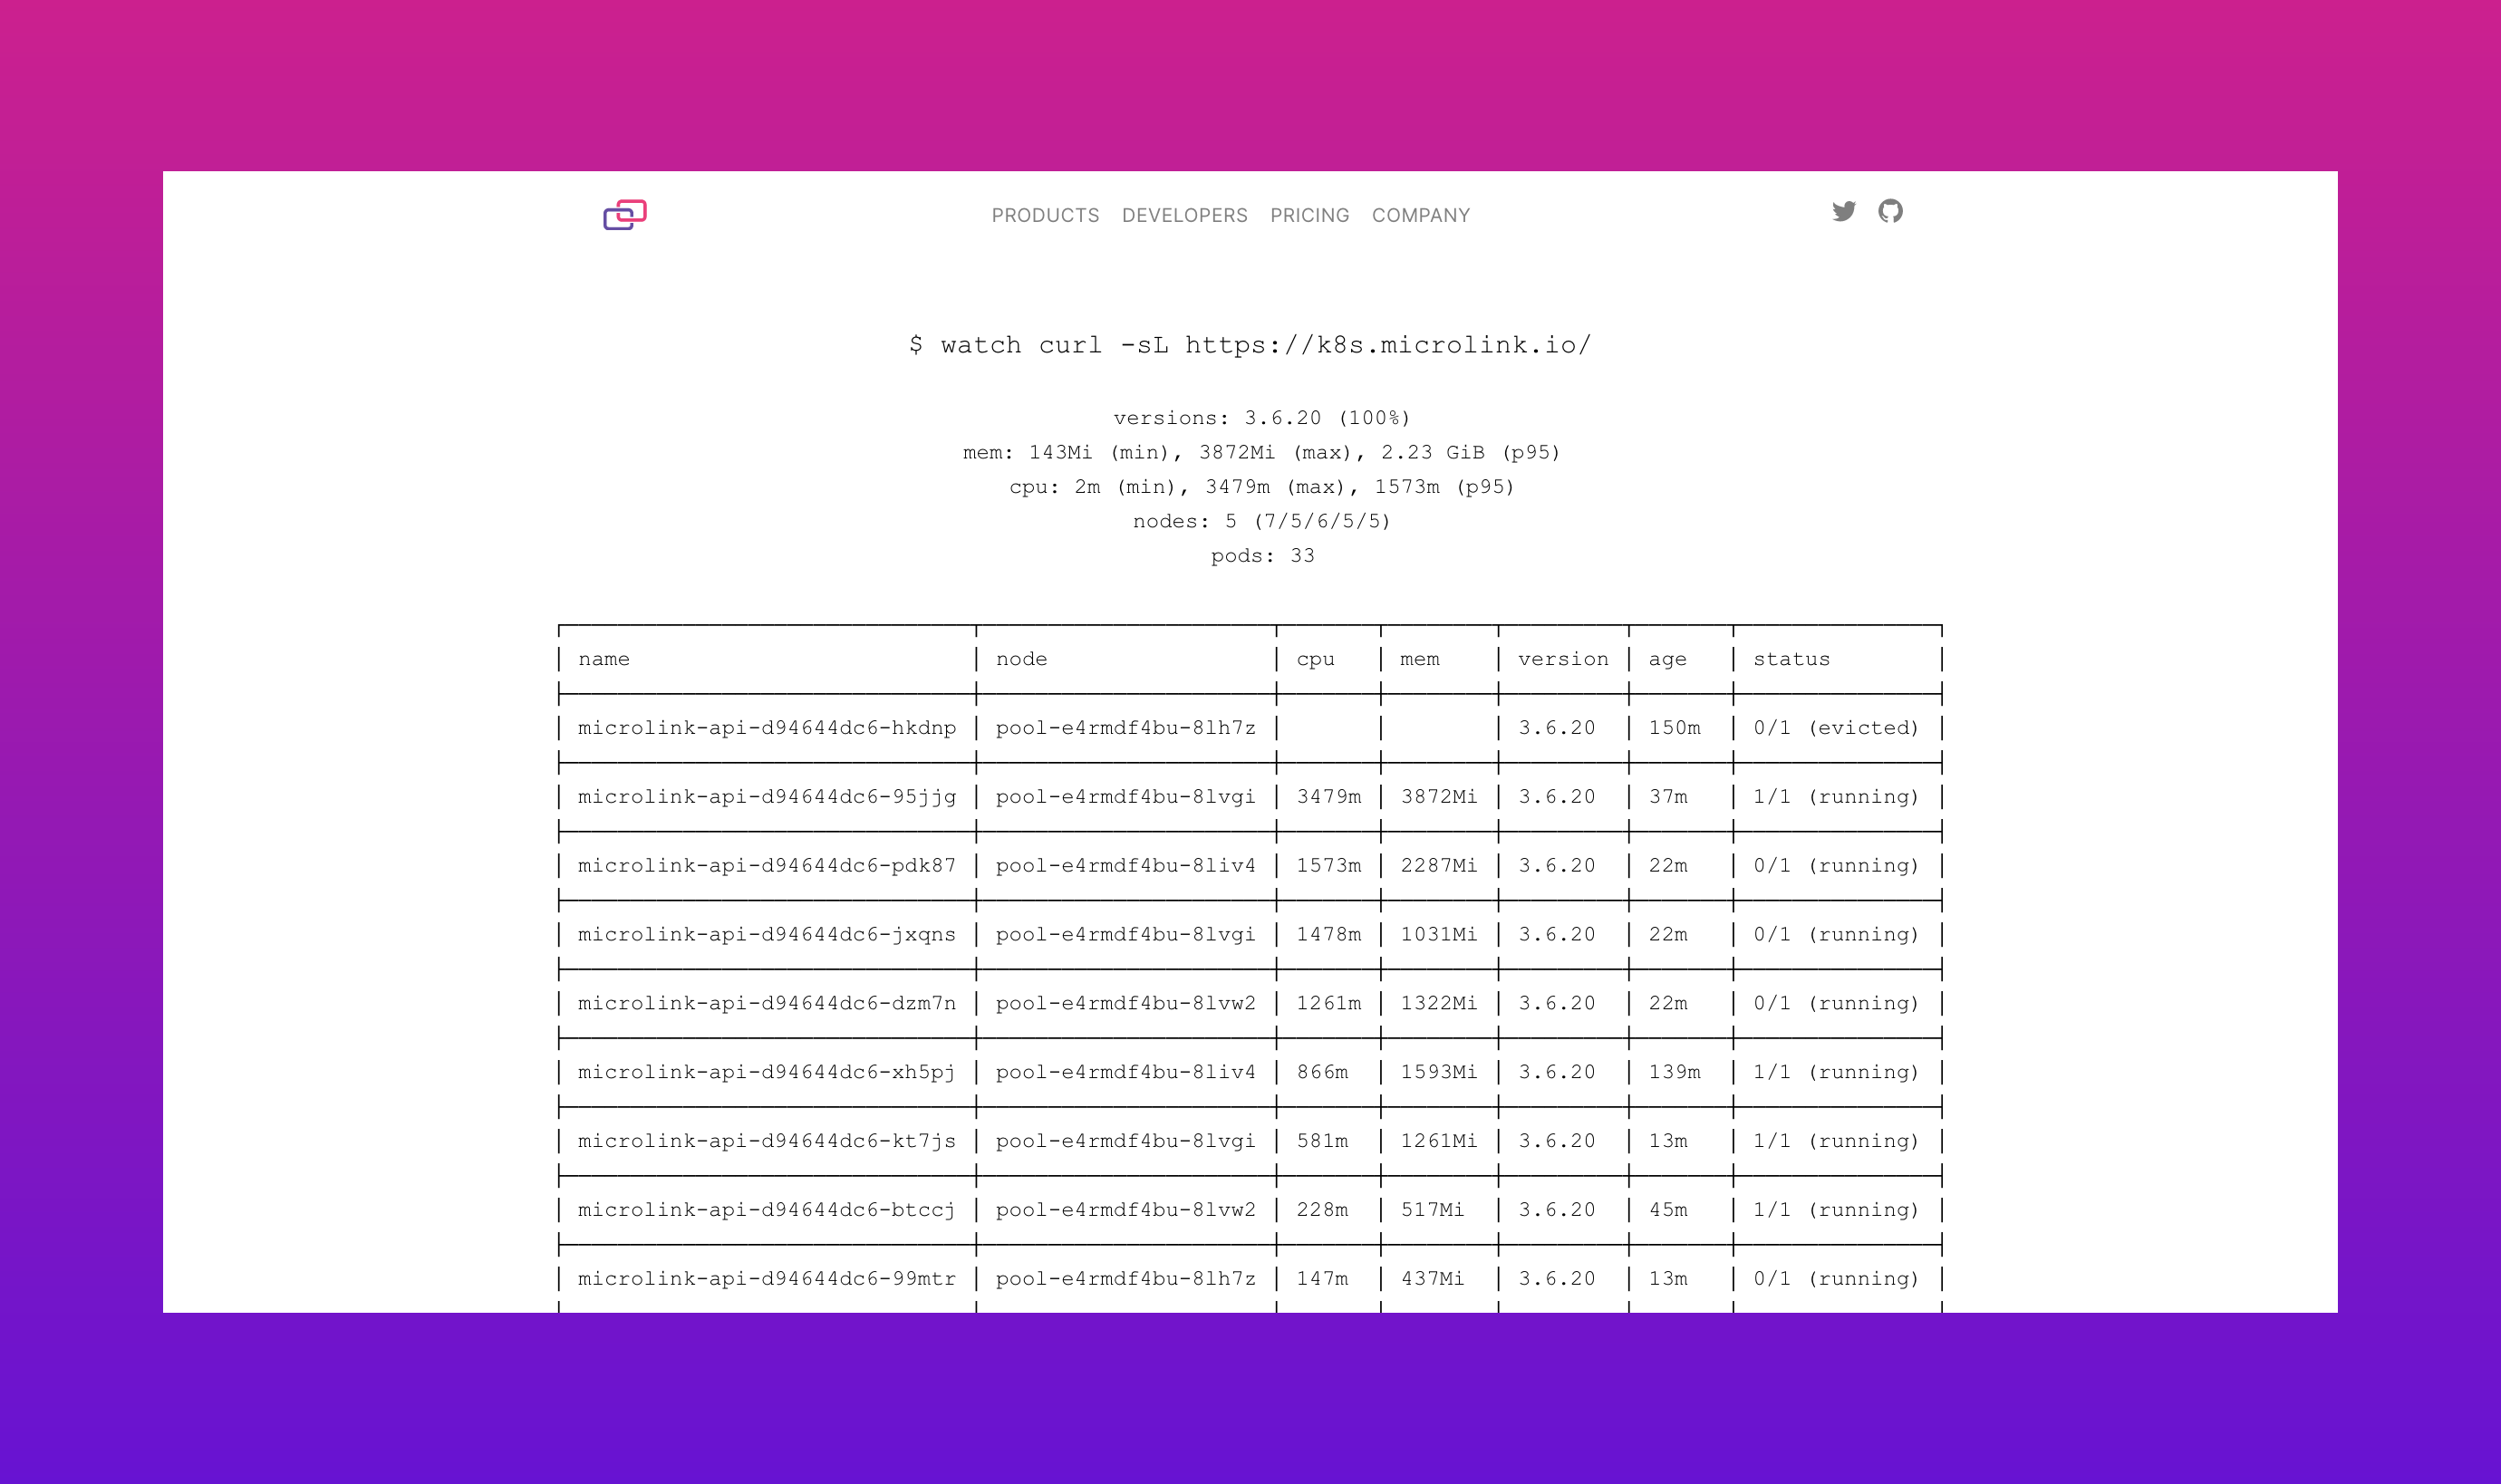 PRODUCTS DEVELOPERS PRICING COMPANY
$ watch curl -sL https://k8s.microlink.io/
versions: 3.6.20 (100%)
mem: 143Mi (min), 3872Mi (max), 2.23 GiB (p95)
cpu: 2m (min), 3479m (max), 1573m (p95)
nodes: 5 (7/5/6/5/5)
pods: 33
name node cpu mem version age status
microlink-api-d94644dc6-hkdnp pool-e4rmdf4bu-8lh7z 3.6.20 150m 0/1 (evicted)
microlink-api-d94644dc6-95jjg pool-e4rmdf4bu-8lvgi 3479m 3872Mi 3.6.20 37m 1/1 (running)
microlink-api-d94644dc6-pdk87 pool-e4rmdf4bu-8liv4 1573m 2287Mi 3.6.20 22m 0/1 (running)
microlink-api-d94644dc6-jxqns pool-e4rmdf4bu-8lvgi 1478m 1031Mi 3.6.20 22m 0/1 (running)
microlink-api-d94644dc6-dzm7n pool-e4rmdf4bu-8lvw2 1261m 1322Mi 3.6.20 22m 0/1 (running)
microlink-api-d94644dc6-xh5pj pool-e4rmdf4bu-8liv4 866m 1593Mi 3.6.20 139m 1/1 (running)
microlink-api-d94644dc6-kt7js pool-e4rmdf4bu-8lvgi 581m 1261Mi 3.6.20 13m 1/1 (running)
microlink-api-d94644dc6-btccj pool-e4rmdf4bu-8lvw2 228m 517Mi 3.6.20 45m 1/1 (running)
microlink-api-d94644dc6-99mtr pool-e4rmdf4bu-8lh7z 147m 437Mi 3.6.20 13m 0/1 (running)